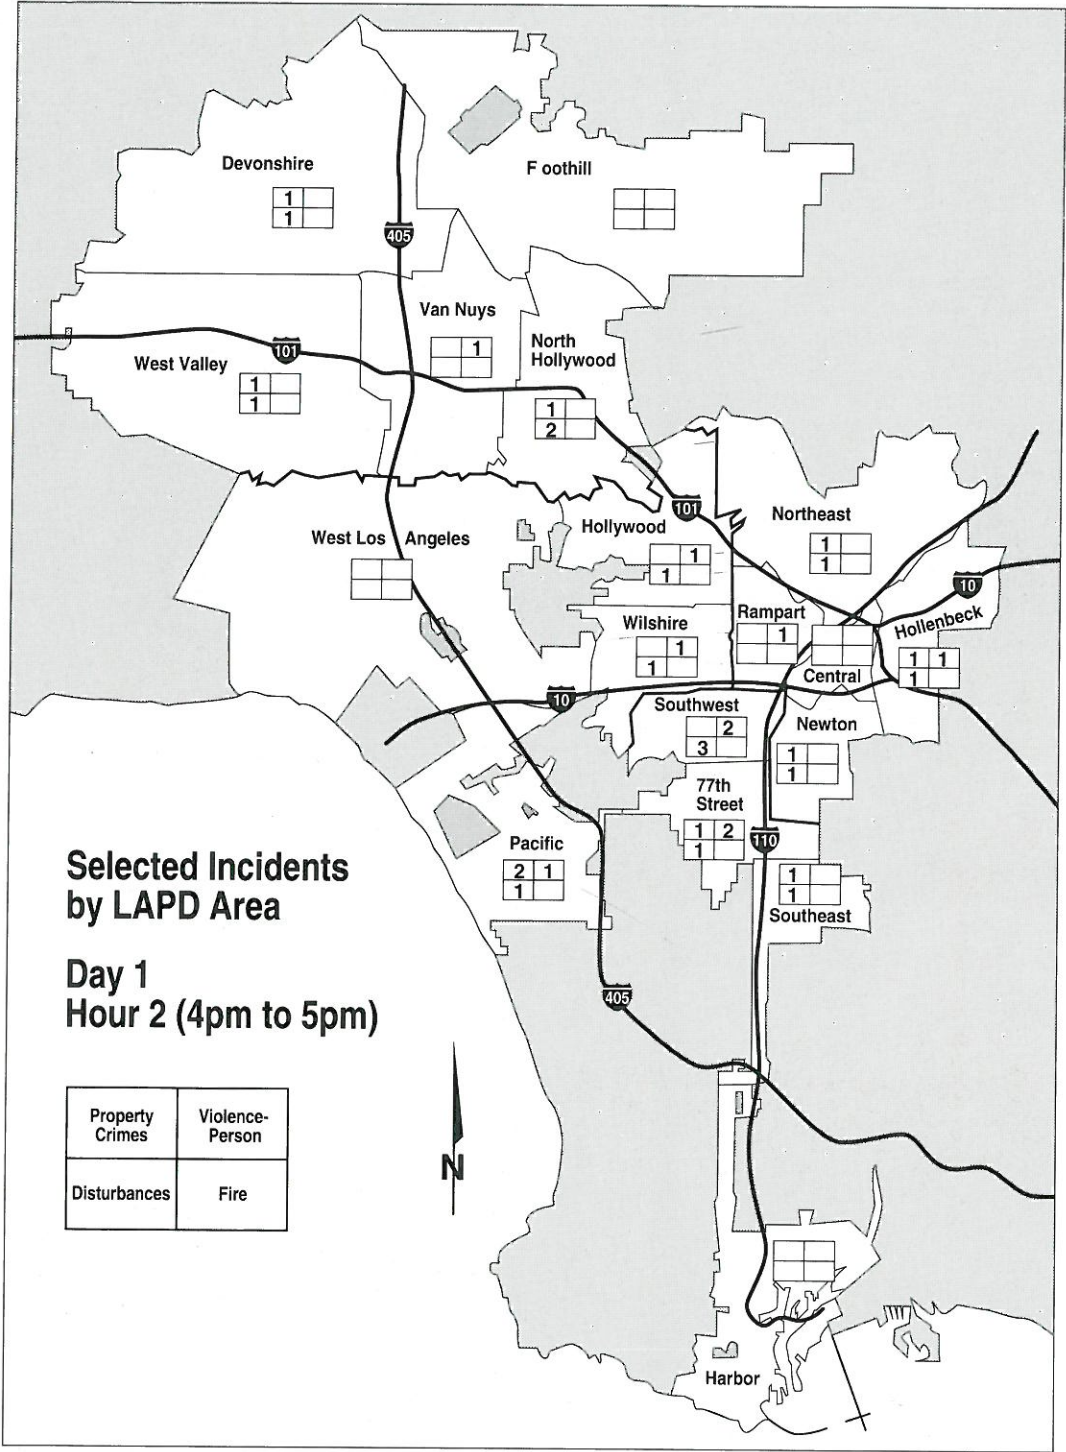 Devonshire
1
1
F oothill
405
Van Nuys
1
North
Hollywood
1
2
101
West Valley
1
1
West Los Angeles
Hollywood
1
1
101
Northeast
1
1
10
Wilshire
1
1
Rampart
1
Central
Hollenbeck
1 1
1
10
Southwest
2
3
Newton
1
1
77th
Street
1 2
1
110
Pacific
2 1
1
1
1
Southeast
405
Selected Incidents
by LAPD Area
Day 1
Hour 2 (4pm to 5pm)
Property
Crimes
Violence-
Person
Disturbances
Fire
N
Harbor